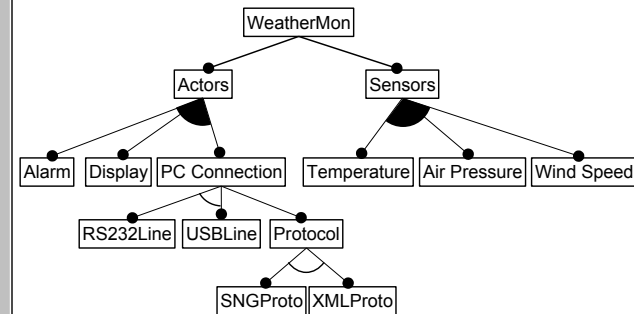 WeatherMon
Actors Sensors
Alarm Display PC Connection Temperature Air Pressure Wind Speed
RS232Line USBLine Protocol
SNGProto XMLProto